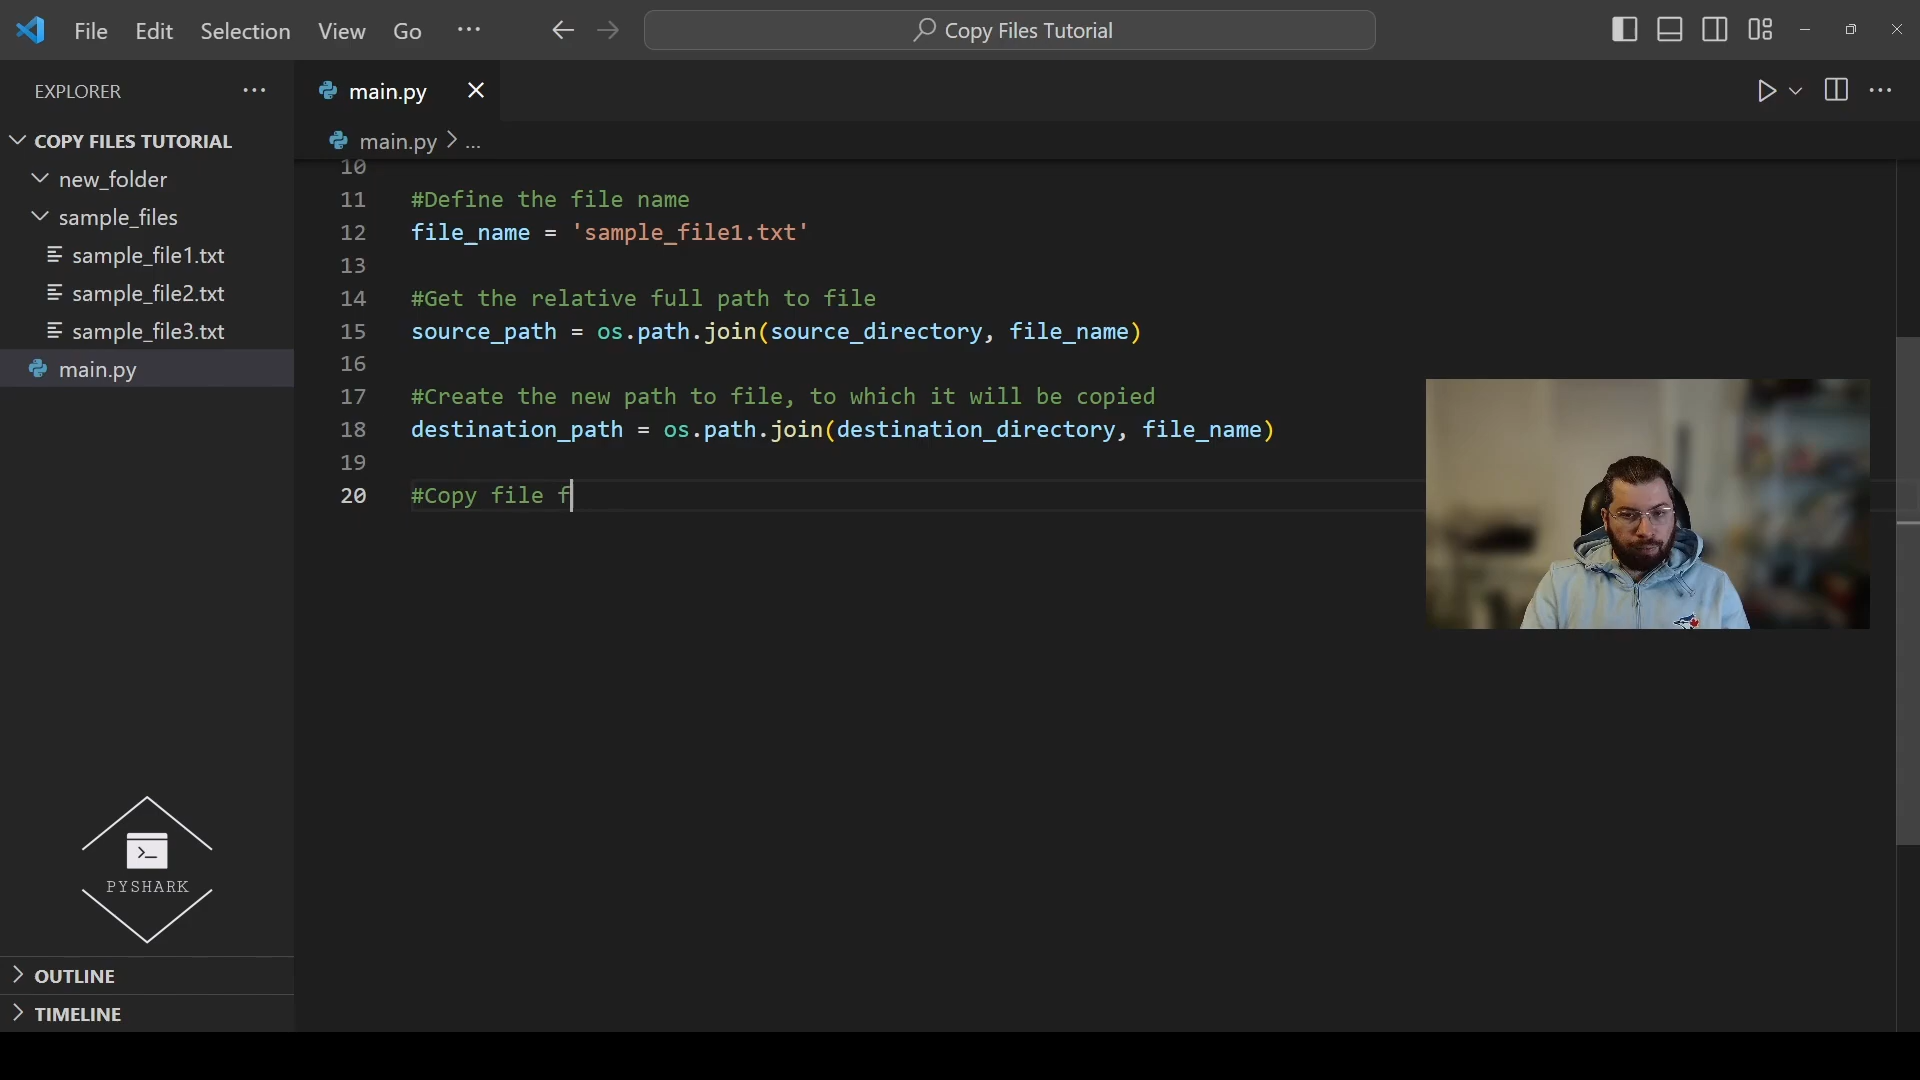 File Edit Selection View Go ···
Copy Files Tutorial
EXPLORER ···
main.py
COPY FILES TUTORIAL
main.py > ...
new_folder
sample_files
sample_file1.txt
sample_file2.txt
sample_file3.txt
main.py
10
11 #Define the file name
12 file_name = 'sample_file1.txt'
13
14 #Get the relative full path to file
15 source_path = os.path.join(source_directory, file_name)
16
17 #Create the new path to file, to which it will be copied
18 destination_path = os.path.join(destination_directory, file_name)
19
20 #Copy file f
>_
PYSHARK
OUTLINE
TIMELINE